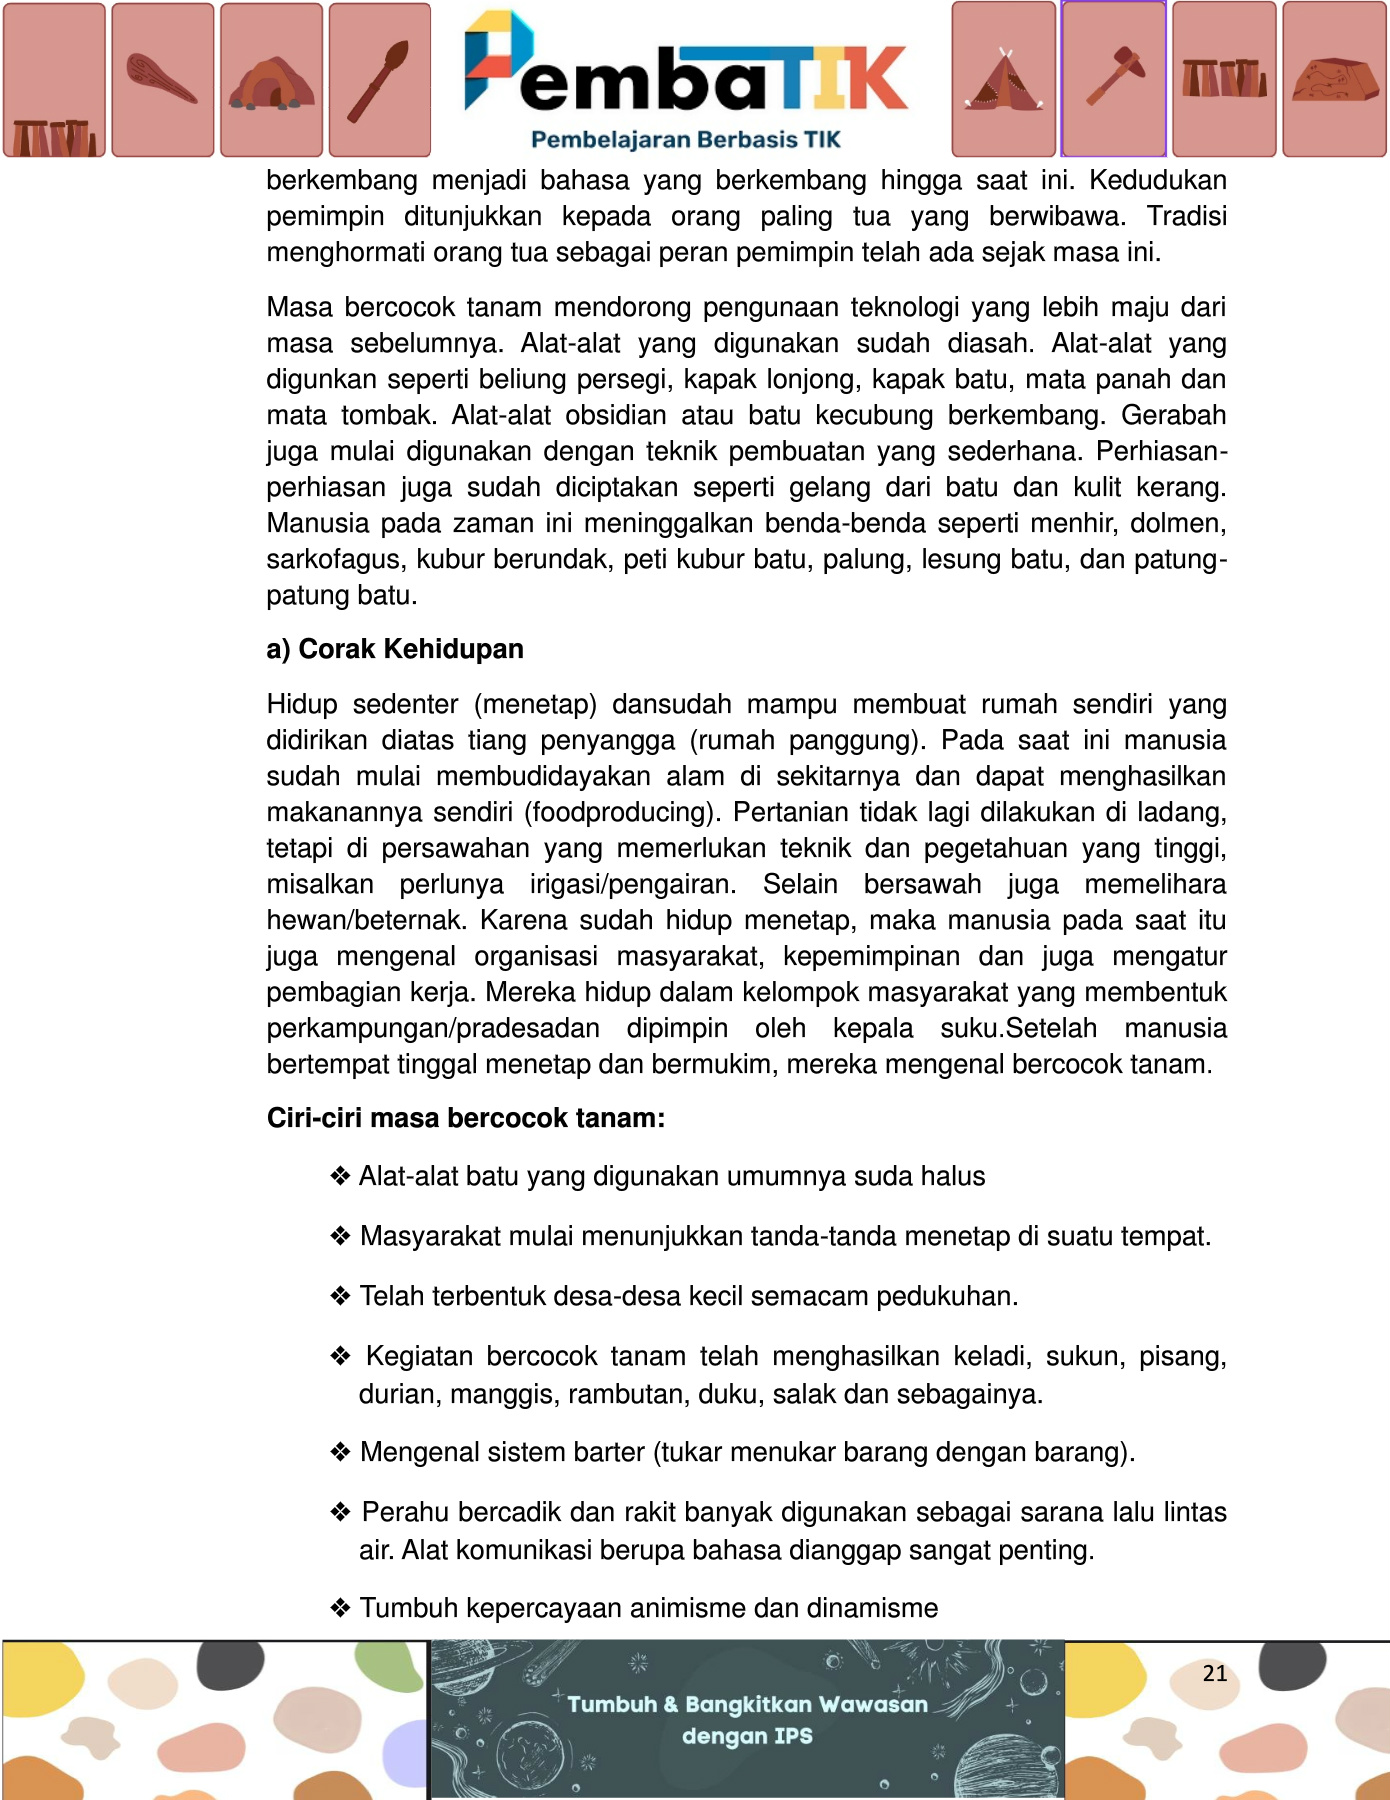 PembaTIK
Pembelajaran Berbasis TIK
berkembang menjadi bahasa yang berkembang hingga saat ini. Kedudukan
pemimpin ditunjukkan kepada orang paling tua yang berwibawa. Tradisi
menghormati orang tua sebagai peran pemimpin telah ada sejak masa ini.
Masa bercocok tanam mendorong pengunaan teknologi yang lebih maju dari
masa sebelumnya. Alat-alat yang digunakan sudah diasah. Alat-alat yang
digunkan seperti beliung persegi, kapak lonjong, kapak batu, mata panah dan
mata tombak. Alat-alat obsidian atau batu kecubung berkembang. Gerabah
juga mulai digunakan dengan teknik pembuatan yang sederhana. Perhiasan-
perhiasan juga sudah diciptakan seperti gelang dari batu dan kulit kerang.
Manusia pada zaman ini meninggalkan benda-benda seperti menhir, dolmen,
sarkofagus, kubur berundak, peti kubur batu, palung, lesung batu, dan patung-
patung batu.
a) Corak Kehidupan
Hidup sedenter (menetap) dansudah mampu membuat rumah sendiri yang
didirikan diatas tiang penyangga (rumah panggung). Pada saat ini manusia
sudah mulai membudidayakan alam di sekitarnya dan dapat menghasilkan
makanannya sendiri (foodproducing). Pertanian tidak lagi dilakukan di ladang,
tetapi di persawahan yang memerlukan teknik dan pegetahuan yang tinggi,
misalkan perlunya irigasi/pengairan. Selain bersawah juga memelihara
hewan/beternak. Karena sudah hidup menetap, maka manusia pada saat itu
juga mengenal organisasi masyarakat, kepemimpinan dan juga mengatur
pembagian kerja. Mereka hidup dalam kelompok masyarakat yang membentuk
perkampungan/pradesadan dipimpin oleh kepala suku.Setelah manusia
bertempat tinggal menetap dan bermukim, mereka mengenal bercocok tanam.
Ciri-ciri masa bercocok tanam:
❖ Alat-alat batu yang digunakan umumnya suda halus
❖ Masyarakat mulai menunjukkan tanda-tanda menetap di suatu tempat.
❖ Telah terbentuk desa-desa kecil semacam pedukuhan.
❖ Kegiatan bercocok tanam telah menghasilkan keladi, sukun, pisang,
durian, manggis, rambutan, duku, salak dan sebagainya.
❖ Mengenal sistem barter (tukar menukar barang dengan barang).
❖ Perahu bercadik dan rakit banyak digunakan sebagai sarana lalu lintas
air. Alat komunikasi berupa bahasa dianggap sangat penting.
❖ Tumbuh kepercayaan animisme dan dinamisme
21
Tumbuh & Bangkitkan Wawasan
dengan IPS